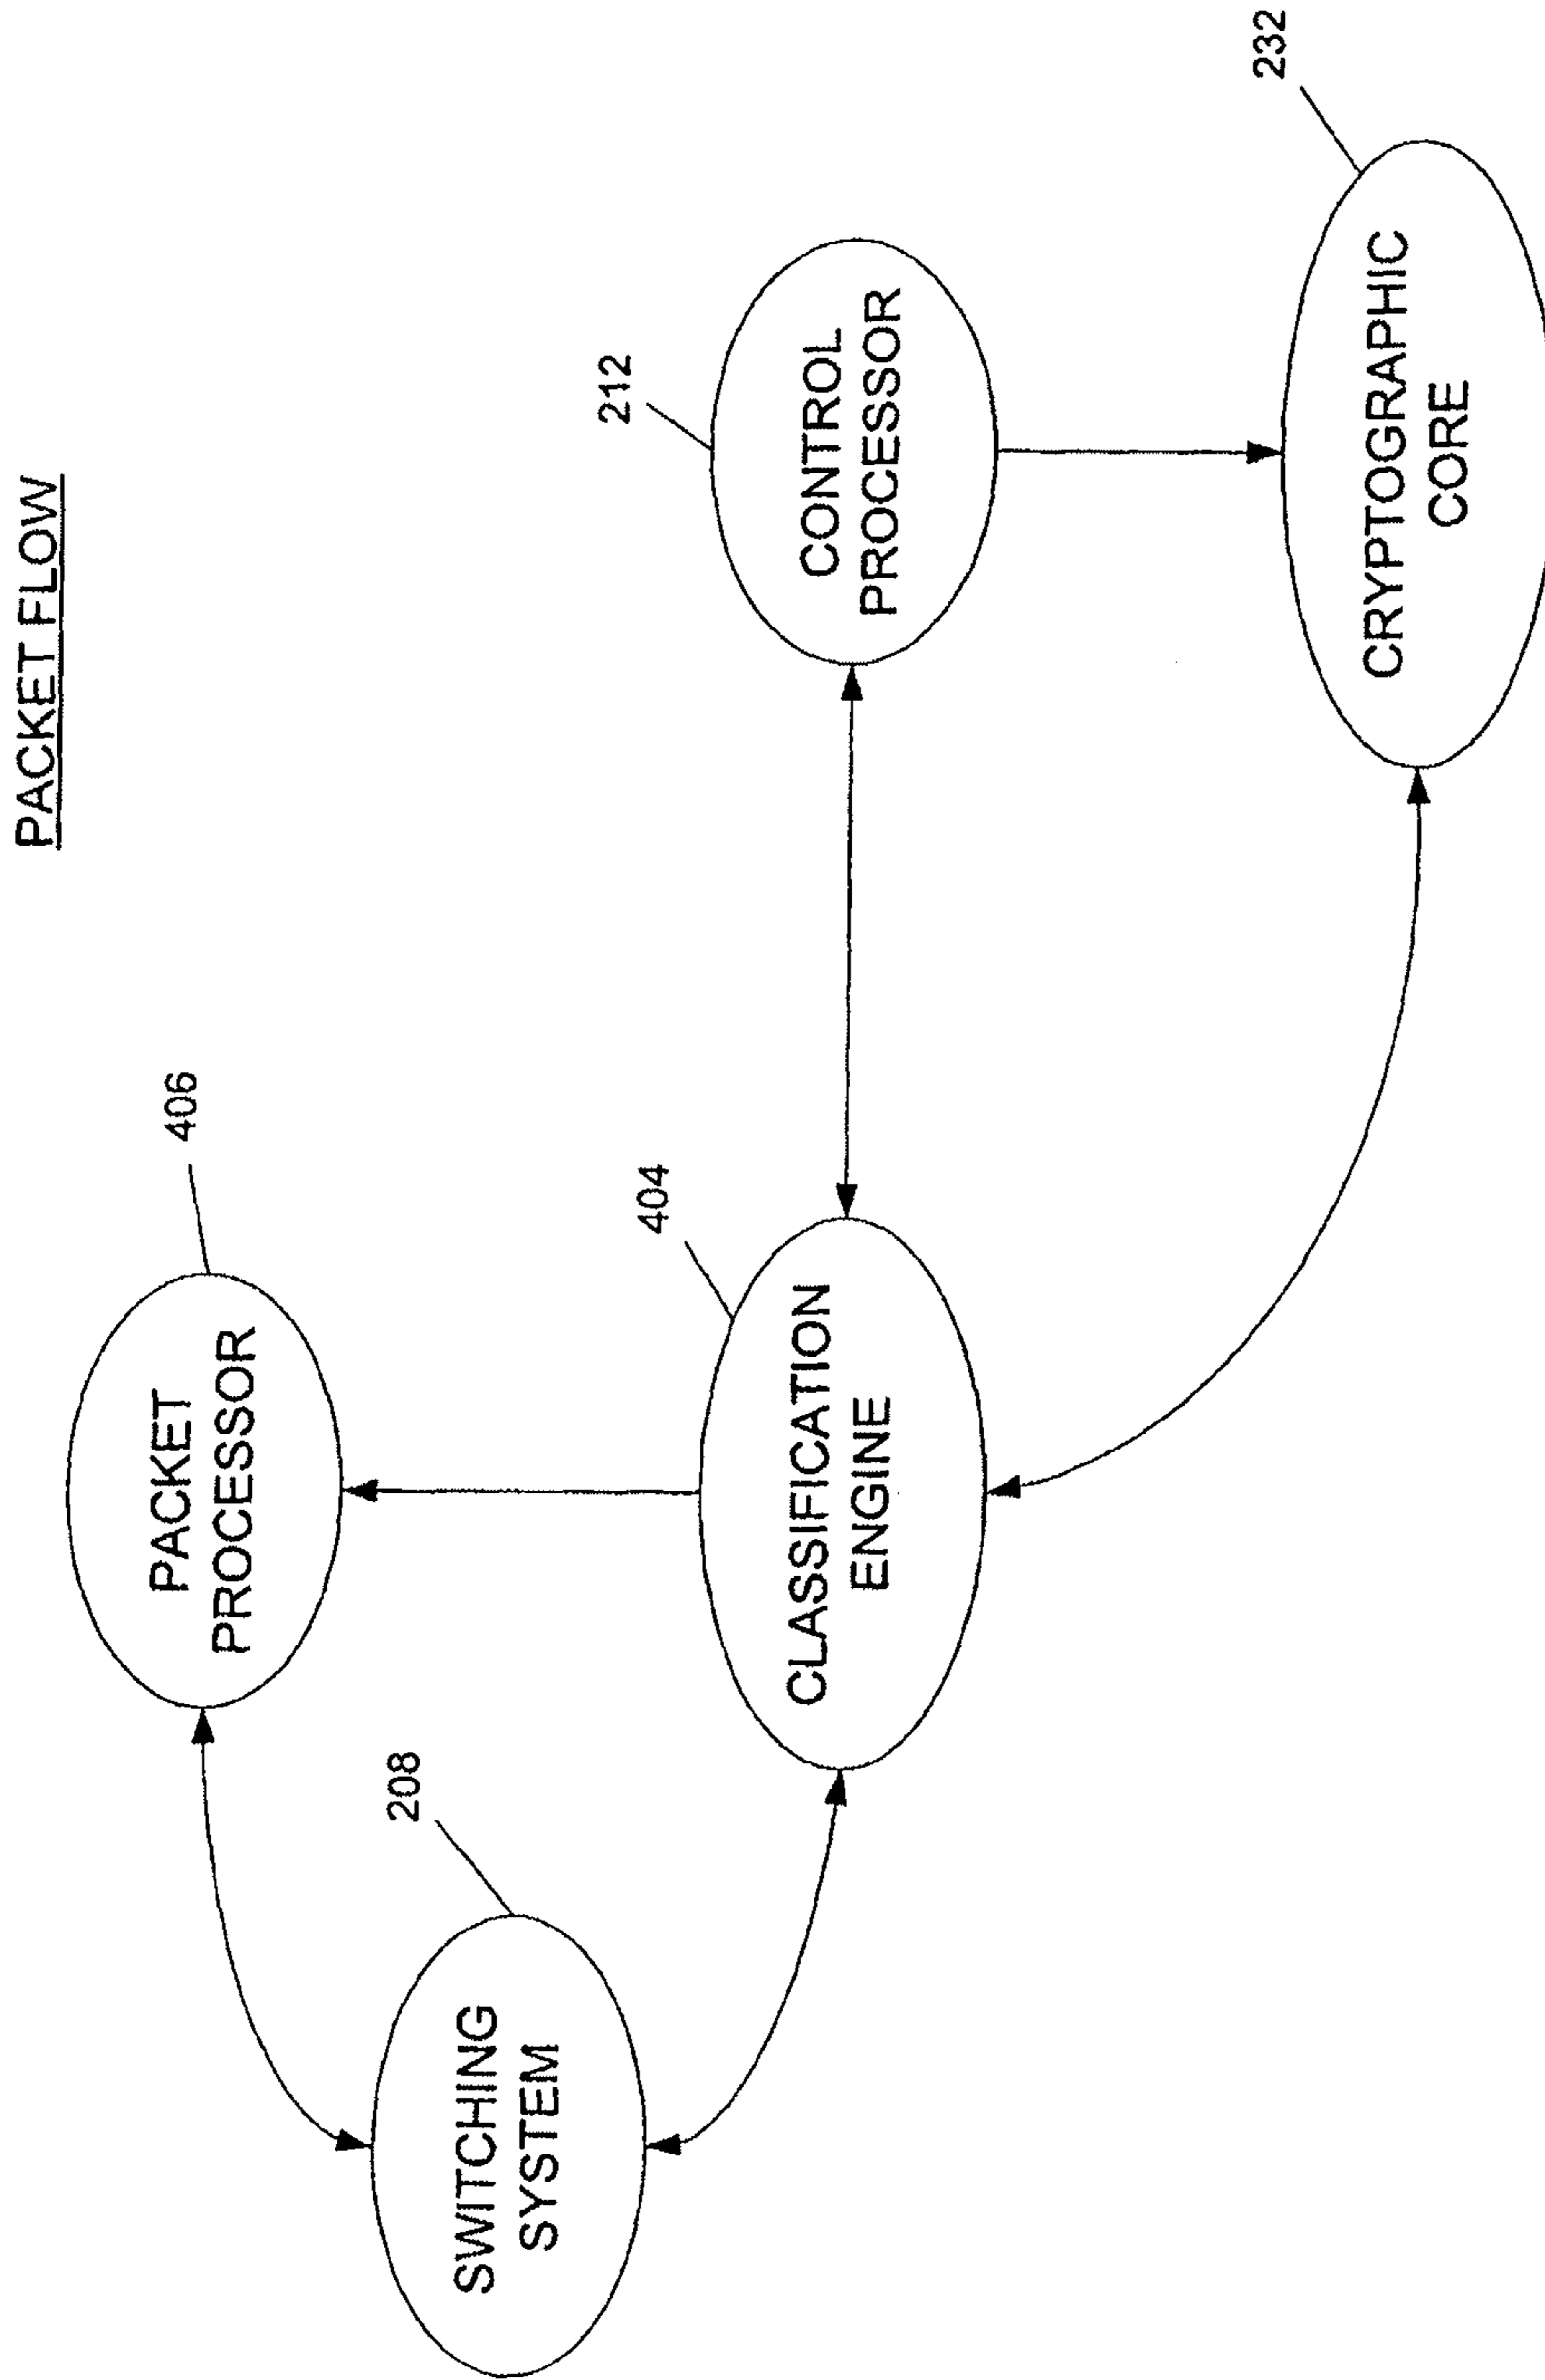 PACKET FLOW
406
PACKET
PROCESSOR
208
SWITCHING
SYSTEM
404
CLASSIFICATION
ENGINE
212
CONTROL
PROCESSOR
232
CRYPTOGRAPHIC
CORE